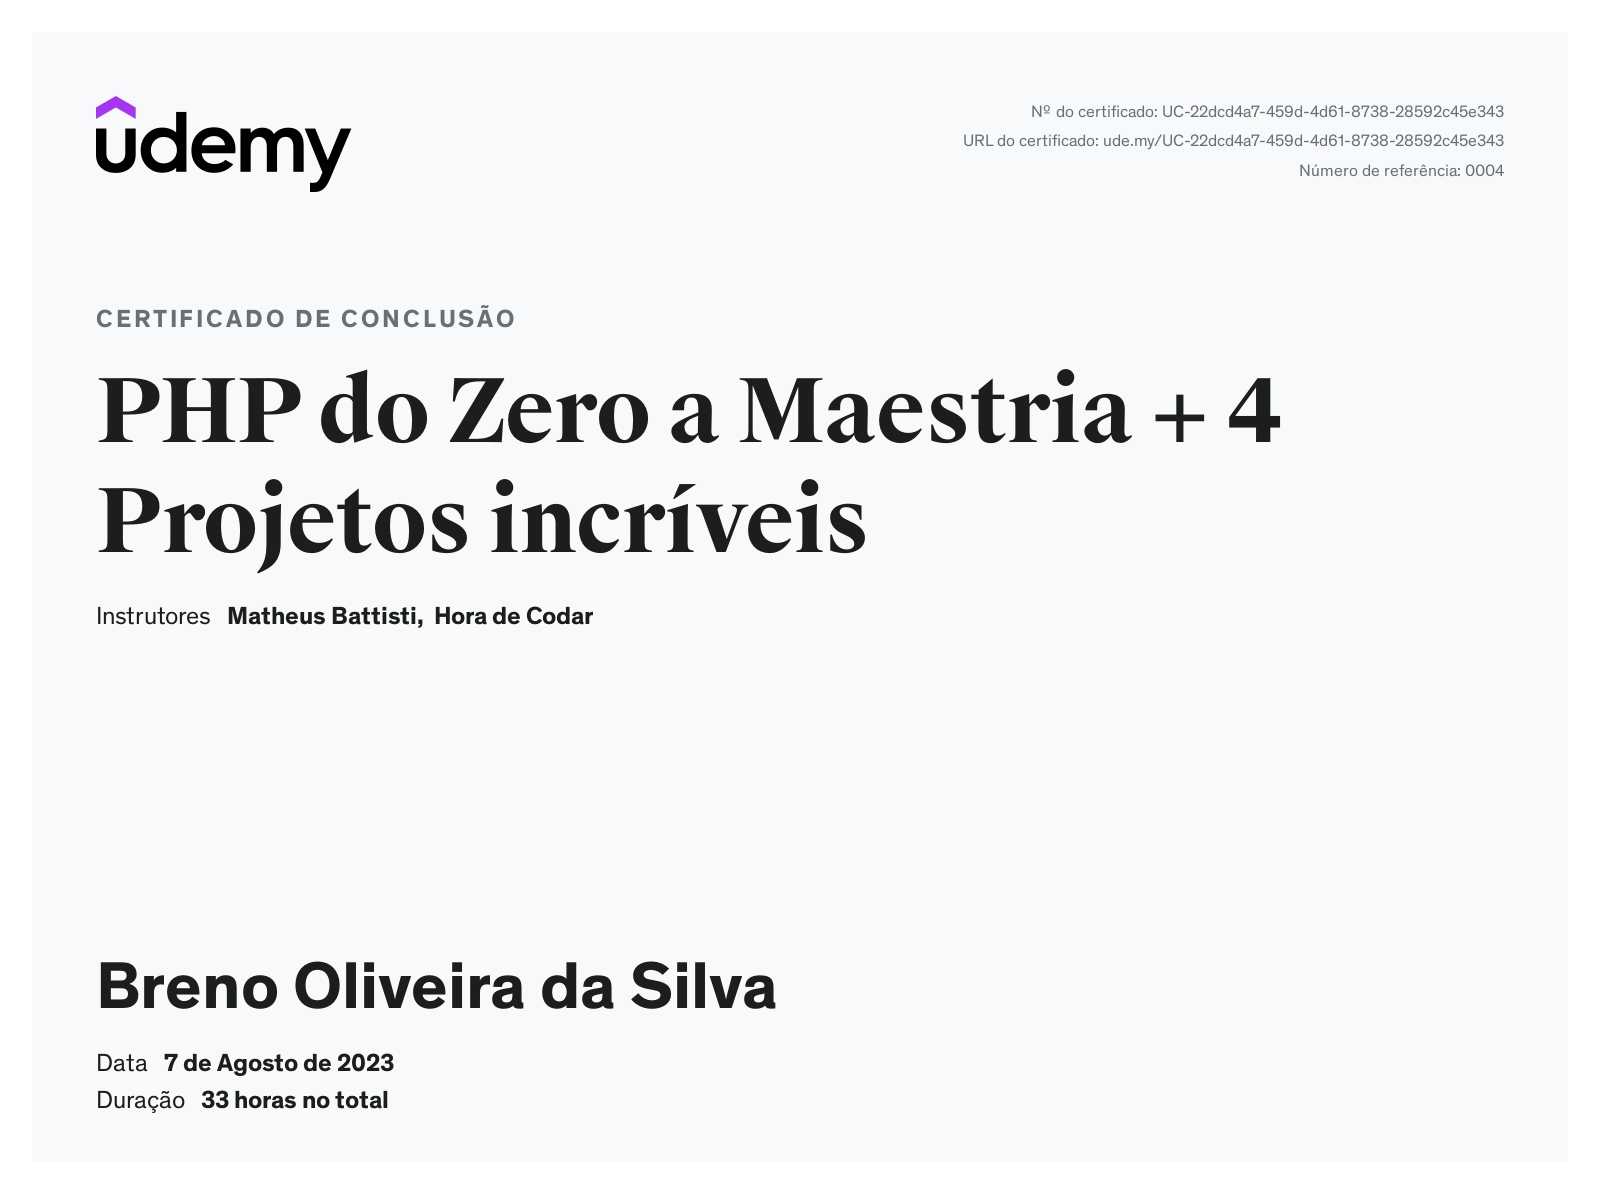 udemy
Nº do certificado: UC-22dcd4a7-459d-4d61-8738-28592c45e343
URL do certificado: ude.my/UC-22dcd4a7-459d-4d61-8738-28592c45e343
Número de referência: 0004
CERTIFICADO DE CONCLUSÃO
PHP do Zero a Maestria + 4
Projetos incríveis
Instrutores Matheus Battisti, Hora de Codar
Breno Oliveira da Silva
Data 7 de Agosto de 2023
Duração 33 horas no total